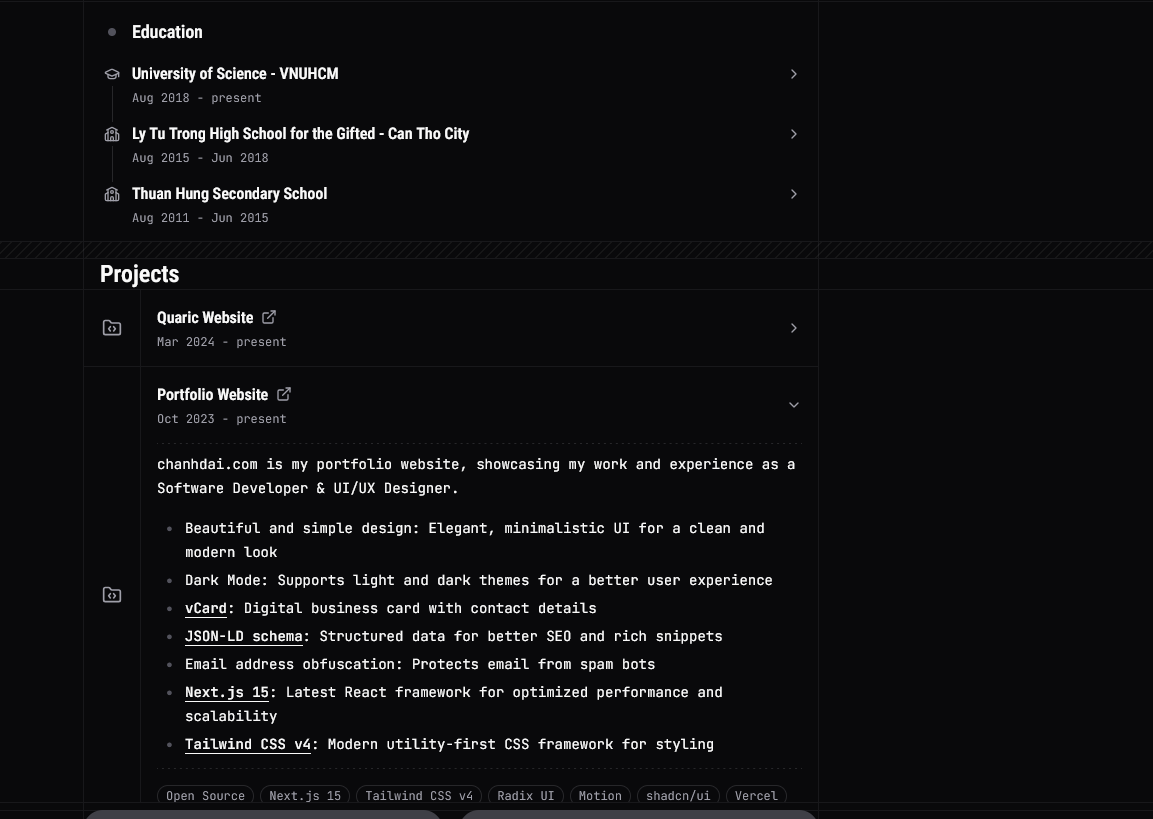 Education
University of Science - VNUHCM
Aug 2018 - present
Ly Tu Trong High School for the Gifted - Can Tho City
Aug 2015 - Jun 2018
Thuan Hung Secondary School
Aug 2011 - Jun 2015
Projects
Quaric Website
Mar 2024 - present
Portfolio Website
Oct 2023 - present
chanhdai.com is my portfolio website, showcasing my work and experience as a
Software Developer & UI/UX Designer.
Beautiful and simple design: Elegant, minimalistic UI for a clean and
modern look
Dark Mode: Supports light and dark themes for a better user experience
vCard: Digital business card with contact details
JSON-LD schema: Structured data for better SEO and rich snippets
Email address obfuscation: Protects email from spam bots
Next.js 15: Latest React framework for optimized performance and
scalability
Tailwind CSS v4: Modern utility-first CSS framework for styling
Open Source Next.js 15 Tailwind CSS v4 Radix UI Motion shadcn/ui Vercel